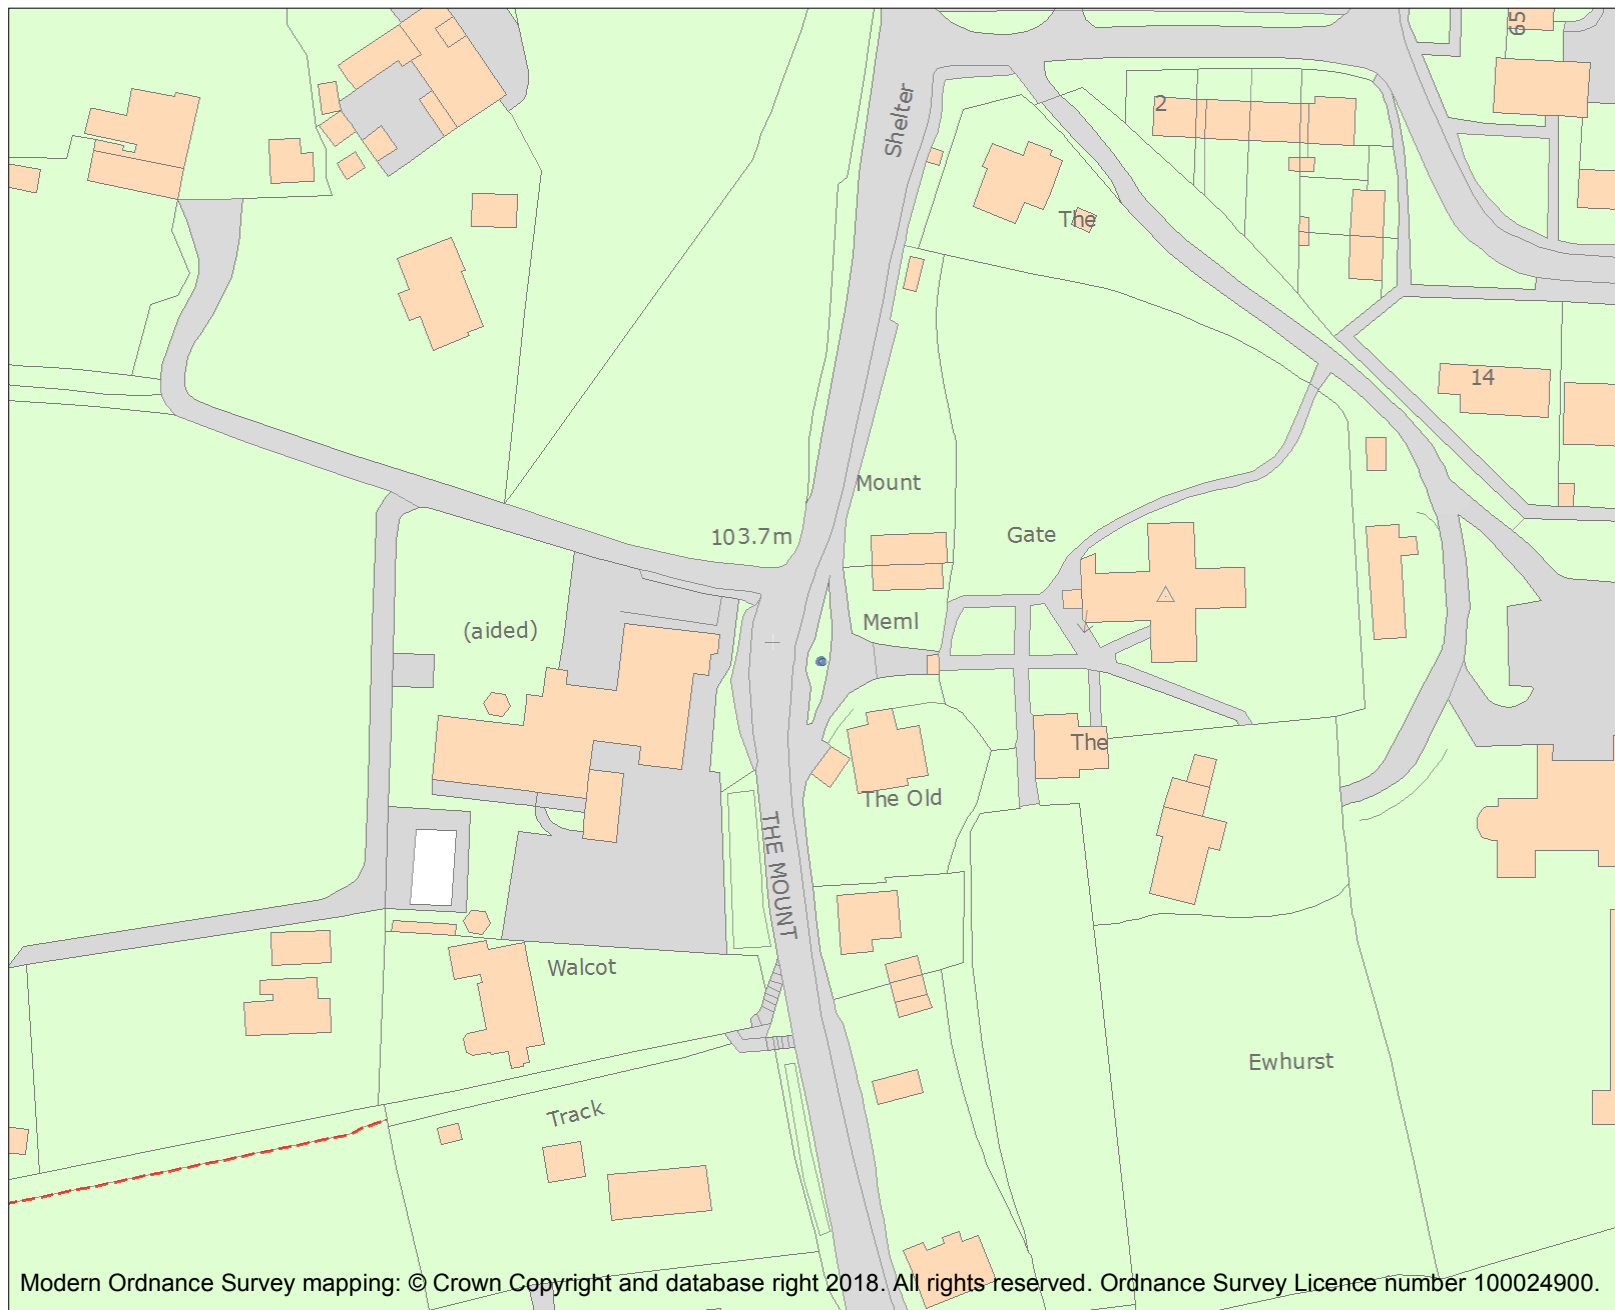 65
2
Shelter
The
14
Mount
103.7m
Gate
Meml
(aided)
The
The Old
THE MOUNT
Walcot
Ewhurst
Track
Modern Ordnance Survey mapping: © Crown Copyright and database right 2018. All rights reserved. Ordnance Survey Licence number 100024900.